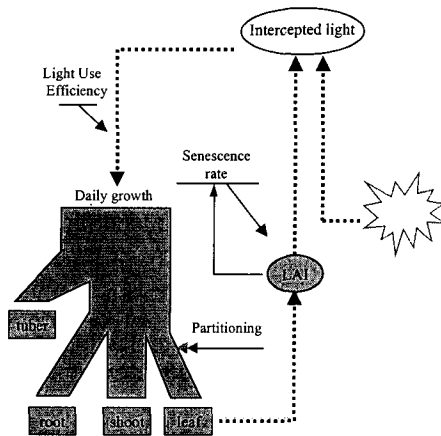 Intercepted light
Light Use
Efficiency
Senescence
rate
Daily growth
LAI
tuber
Partitioning
root
shoot
leaf